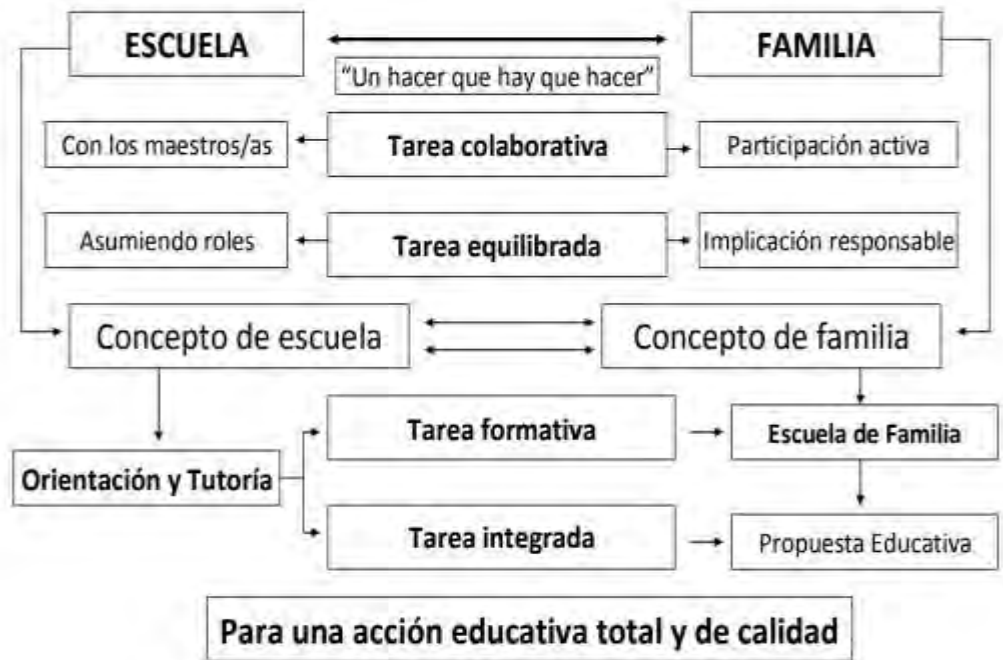 ESCUELA
FAMILIA
“Un hacer que hay que hacer”
Con los maestros/as
Tarea colaborativa
Participación activa
Asumiendo roles
Tarea equilibrada
Implicación responsable
Concepto de escuela
Concepto de familia
Tarea formativa
Escuela de Familia
Orientación y Tutoría
Tarea integrada
Propuesta Educativa
Para una acción educativa total y de calidad